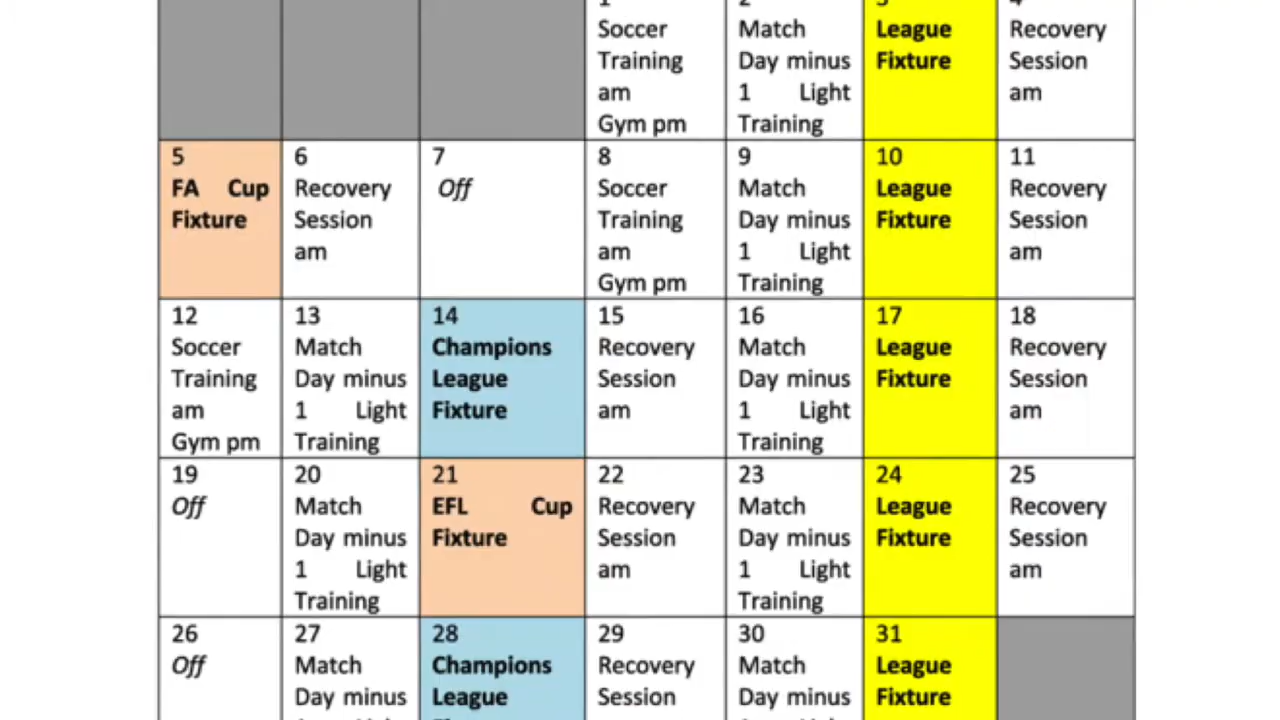 1
Soccer
Training
am
Gym pm
2
Match
Day minus
1 Light
Training
3
League
Fixture
4
Recovery
Session
am
5
FA Cup
Fixture
6
Recovery
Session
am
7
Off
8
Soccer
Training
am
Gym pm
9
Match
Day minus
1 Light
Training
10
League
Fixture
11
Recovery
Session
am
12
Soccer
Training
am
Gym pm
13
Match
Day minus
1 Light
Training
14
Champions
League
Fixture
15
Recovery
Session
am
16
Match
Day minus
1 Light
Training
17
League
Fixture
18
Recovery
Session
am
19
Off
20
Match
Day minus
1 Light
Training
21
EFL Cup
Fixture
22
Recovery
Session
am
23
Match
Day minus
1 Light
Training
24
League
Fixture
25
Recovery
Session
am
26
Off
27
Match
Day minus
28
Champions
League
29
Recovery
Session
30
Match
Day minus
31
League
Fixture